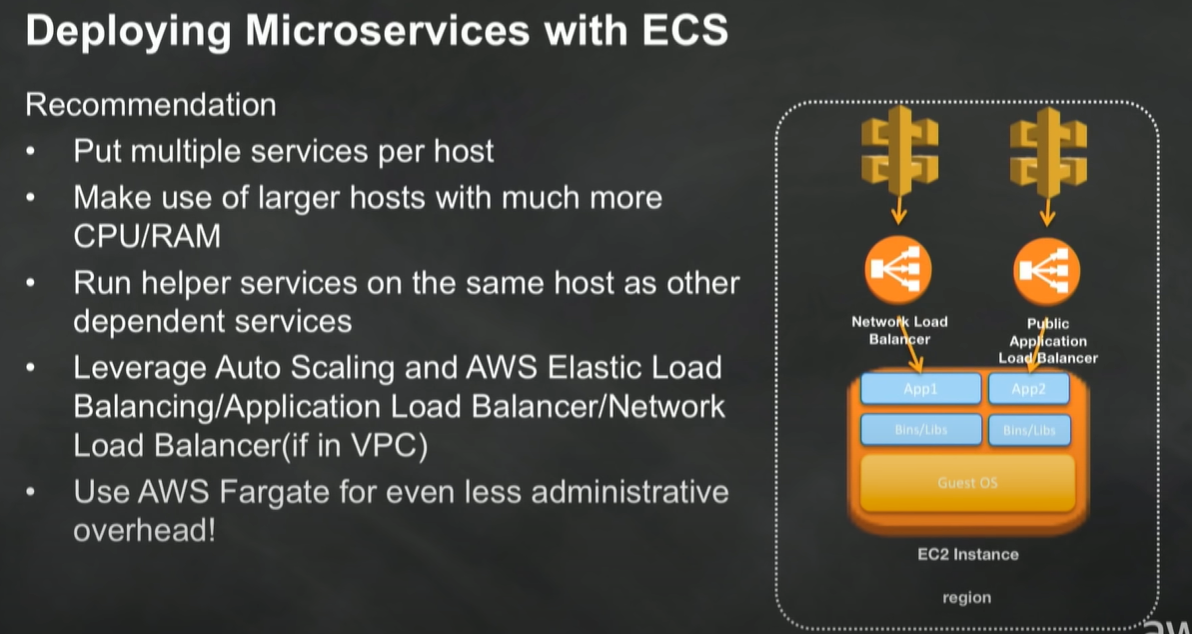 Deploying Microservices with ECS
Recommendation
• Put multiple services per host
• Make use of larger hosts with much more
CPU/RAM
• Run helper services on the same host as other
dependent services
• Leverage Auto Scaling and AWS Elastic Load
Balancing/Application Load Balancer/Network
Load Balancer(if in VPC)
• Use AWS Fargate for even less administrative
overhead!
Network Load
Balancer
Public
Application
Load Balancer
App1
App2
Bins/Libs
Bins/Libs
Guest OS
EC2 Instance
region